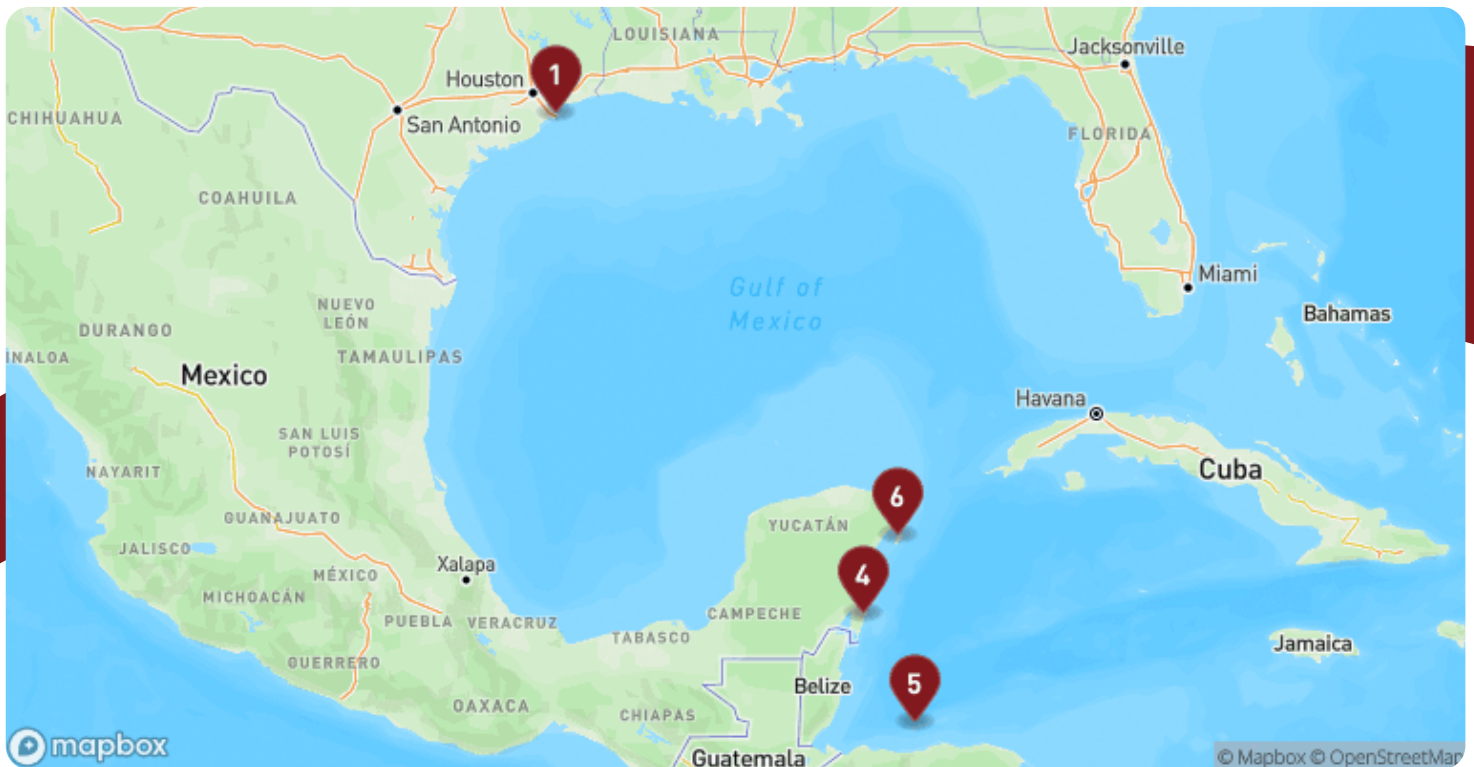 LOUISIANA
Jacksonville
Houston
1
CHIHUAHUA
San Antonio
FLORIDA
COAHUILA
Miami
Gulf of
Mexico
NUEVO
LEÓN
Bahamas
DURANGO
INALOA
TAMAULIPAS
Mexico
Havana
SAN LUIS
POTOSÍ
NAYARIT
Cuba
6
GUANAJUATO
YUCATÁN
JALISCO
Xalapa
MÉXICO
4
MICHOACÁN
PUEBLA
VERACRUZ
CAMPECHE
TABASCO
Jamaica
GUERRERO
Belize
5
OAXACA
CHIAPAS
mapbox
Guatemala
© Mapbox © OpenStreetMap